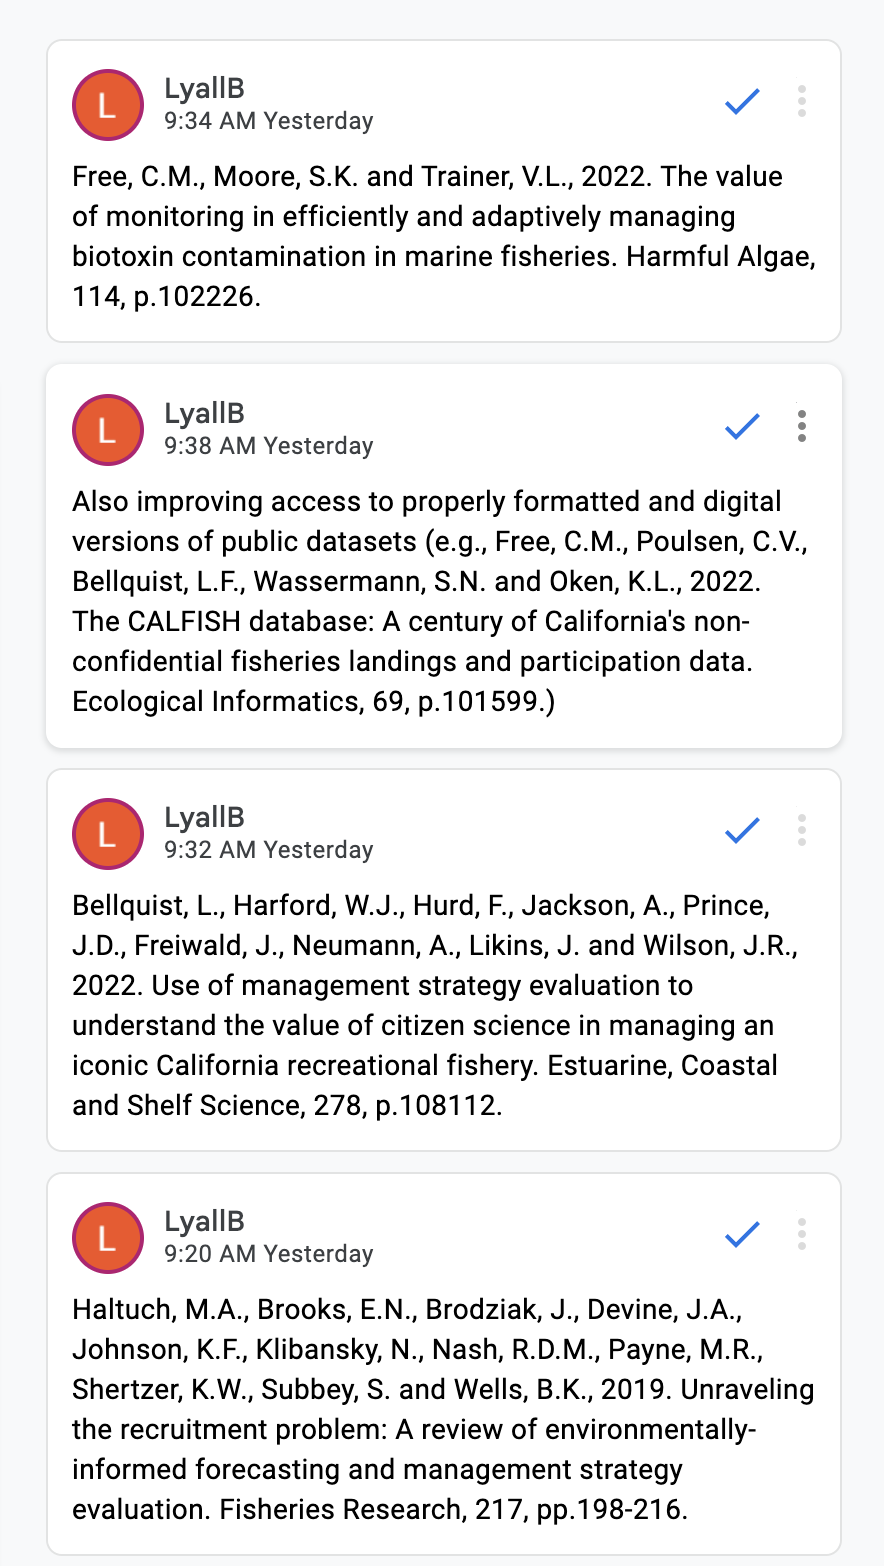 L
LyallB
9:34 AM Yesterday
Free, C.M., Moore, S.K. and Trainer, V.L., 2022. The value
of monitoring in efficiently and adaptively managing
biotoxin contamination in marine fisheries. Harmful Algae,
114, p.102226.
L
LyallB
9:38 AM Yesterday
Also improving access to properly formatted and digital
versions of public datasets (e.g., Free, C.M., Poulsen, C.V.,
Bellquist, L.F., Wassermann, S.N. and Oken, K.L., 2022.
The CALFISH database: A century of California's non-
confidential fisheries landings and participation data.
Ecological Informatics, 69, p.101599.)
L
LyallB
9:32 AM Yesterday
Bellquist, L., Harford, W.J., Hurd, F., Jackson, A., Prince,
J.D., Freiwald, J., Neumann, A., Likins, J. and Wilson, J.R.,
2022. Use of management strategy evaluation to
understand the value of citizen science in managing an
iconic California recreational fishery. Estuarine, Coastal
and Shelf Science, 278, p.108112.
L
LyallB
9:20 AM Yesterday
Haltuch, M.A., Brooks, E.N., Brodziak, J., Devine, J.A.,
Johnson, K.F., Klibansky, N., Nash, R.D.M., Payne, M.R.,
Shertzer, K.W., Subbey, S. and Wells, B.K., 2019. Unraveling
the recruitment problem: A review of environmentally-
informed forecasting and management strategy
evaluation. Fisheries Research, 217, pp.198-216.